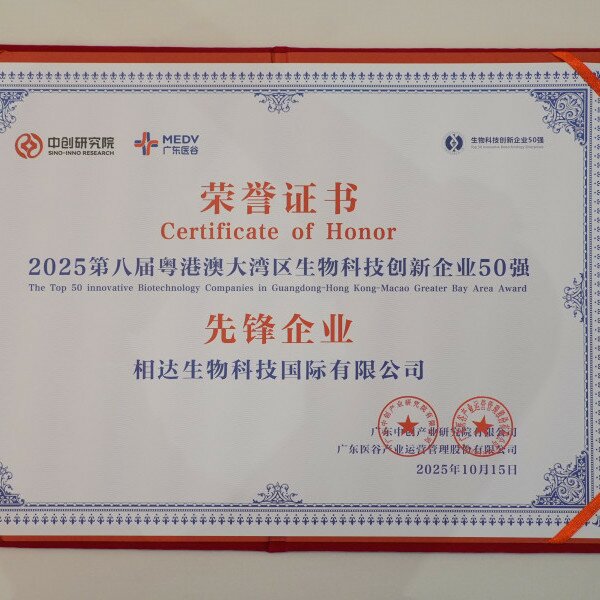 中创研究院
SINO-INNO RESEARCH
MEDV
广东医谷
生物科技创新企业50强
荣誉证书
Certificate of Honor
2025第八届粤港澳大湾区生物科技创新企业50强
The Top 50 innovative Biotechnology Companies in Guangdong-Hong Kong-Macao Greater Bay Area Award
先锋企业
相达生物科技国际有限公司
广东中创产业研究院有限公司
广东医谷产业运营管理股份有限公司
2025年10月15日